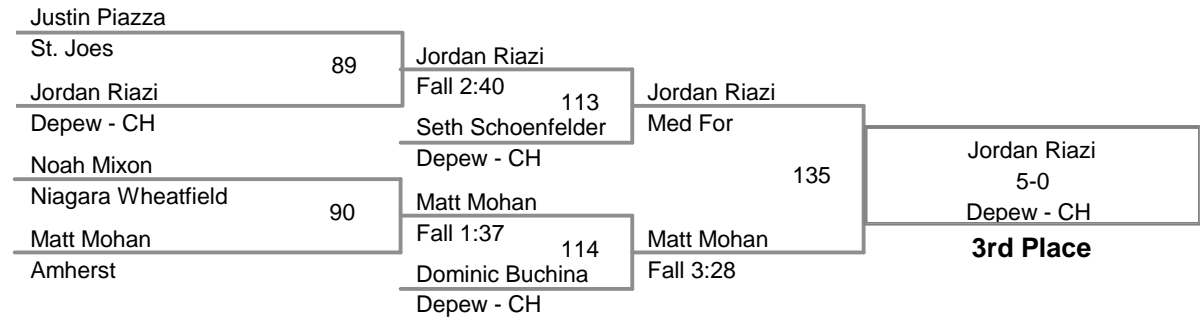 Justin Piazza
St. Joes
89
Jordan Riazi
Depew - CH
Noah Mixon
Niagara Wheatfield
90
Matt Mohan
Amherst
Jordan Riazi
Fall 2:40
113
Seth Schoenfelder
Depew - CH
Matt Mohan
Fall 1:37
114
Dominic Buchina
Depew - CH
Jordan Riazi
Med For
135
Matt Mohan
Fall 3:28
Jordan Riazi
5-0
Depew - CH
3rd Place